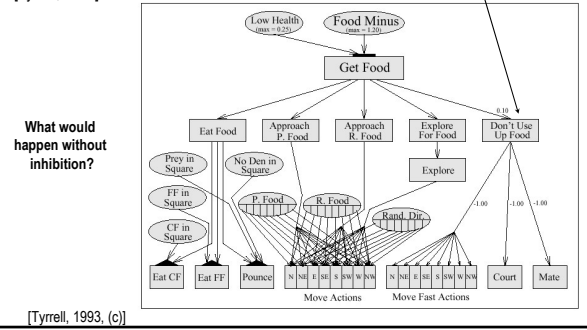 Low Health
(max = 0.25)
Food Minus
(max = 1.20)
Get Food
0.10
Eat Food
Approach
P. Food
Approach
R. Food
Explore
For Food
Don't Use
Up Food
What would
happen without
inhibition?
Prey in
Square
No Den in
Square
Explore
FF in
Square
P. Food
R. Food
Rand. Dir.
-1.00
-1.00
-1.00
CF in
Square
Eat CF
Eat FF
Pounce
N NE E SE S SW W NW
N NE E SE S SW W NW
Court
Mate
Move Actions
Move Fast Actions
[Tyrrell, 1993, (c)]